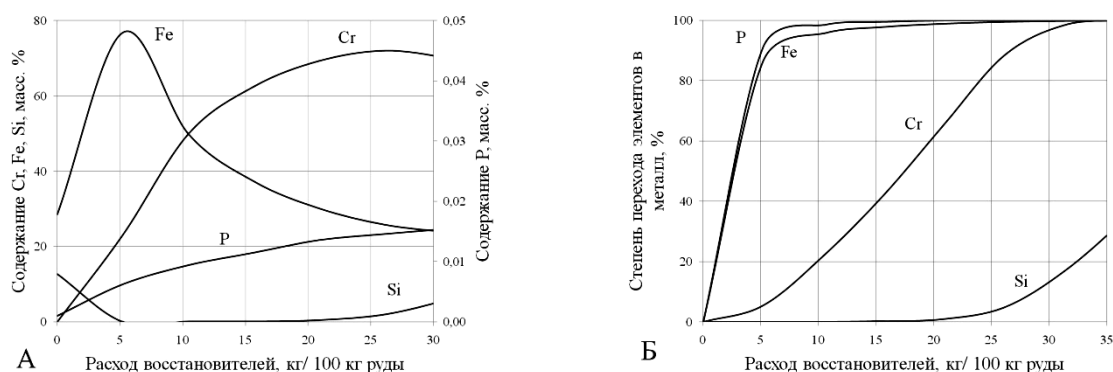 Содержание Cr, Fe, Si, масс. %
80
60
40
20
0
Fe
Cr
P
Si
0,05
0,04
0,03
0,02
0,01
0,00
Содержание P, масс. %
0 5 10 15 20 25 30
Расход восстановителей, кг/ 100 кг руды
А
Степень перехода элементов в
металл, %
100
80
60
40
20
0
P
Fe
Cr
Si
0 5 10 15 20 25 30 35
Расход восстановителей, кг/ 100 кг руды
Б